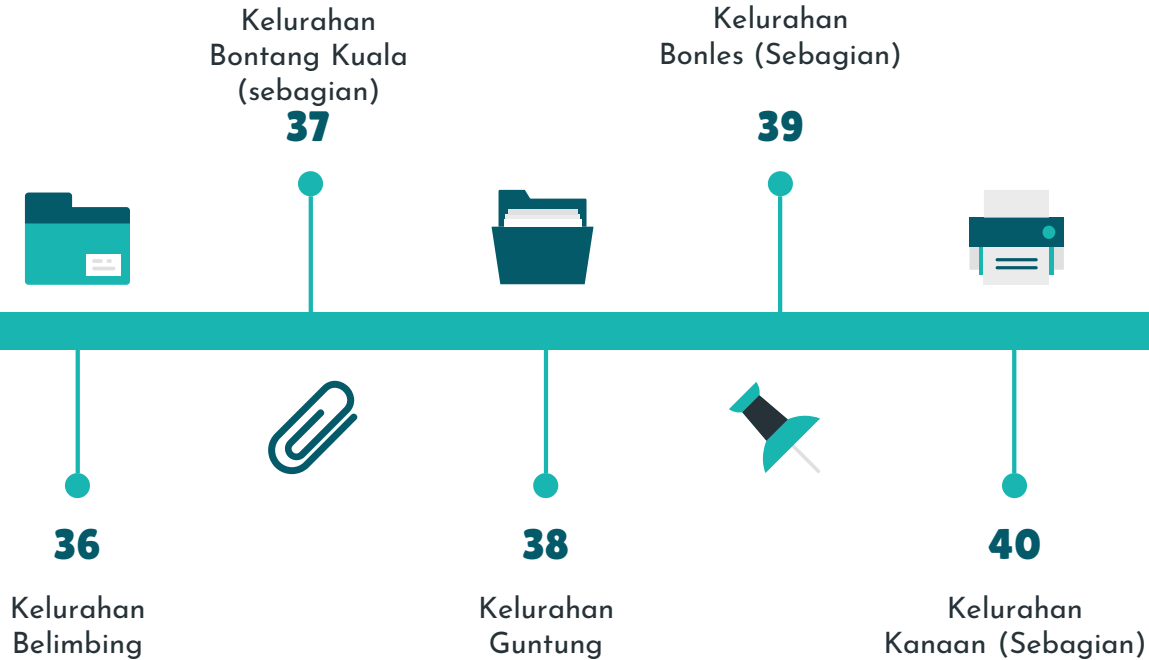 Kelurahan
Bontang Kuala
(sebagian)
37
Kelurahan
Bonles (Sebagian)
39
36
Kelurahan
Belimbing
38
Kelurahan
Guntung
40
Kelurahan
Kanaan (Sebagian)